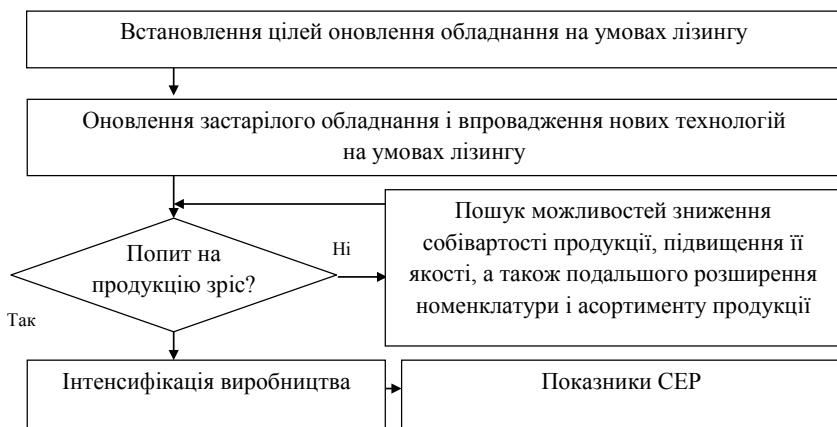 Встановлення цілей оновлення обладнання на умовах лізингу
Оновлення застарілого обладнання і впровадження нових технологій
на умовах лізингу
Попит на
продукцію зріс?
Ні
Пошук можливостей зниження
собівартості продукції, підвищення її
якості, а також подальшого розширення
номенклатури і асортименту продукції
Так
Інтенсифікація виробництва
Показники СЕР